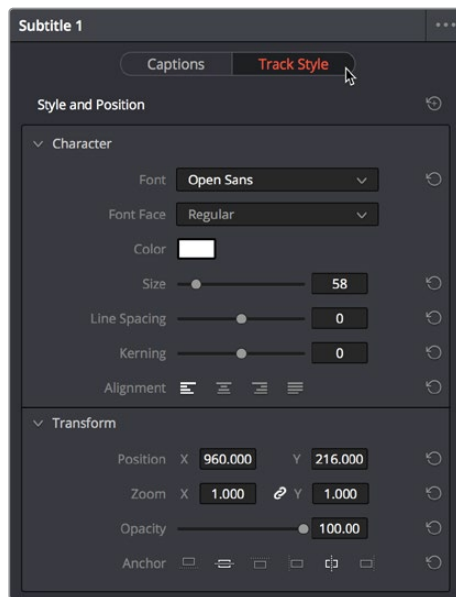 Subtitle 1
Captions Track Style
Style and Position
Character
Font Open Sans
Font Face Regular
Color
Size 58
Line Spacing 0
Kerning 0
Alignment
Transform
Position X 960.000 Y 216.000
Zoom X 1.000 Y 1.000
Opacity 100.00
Anchor